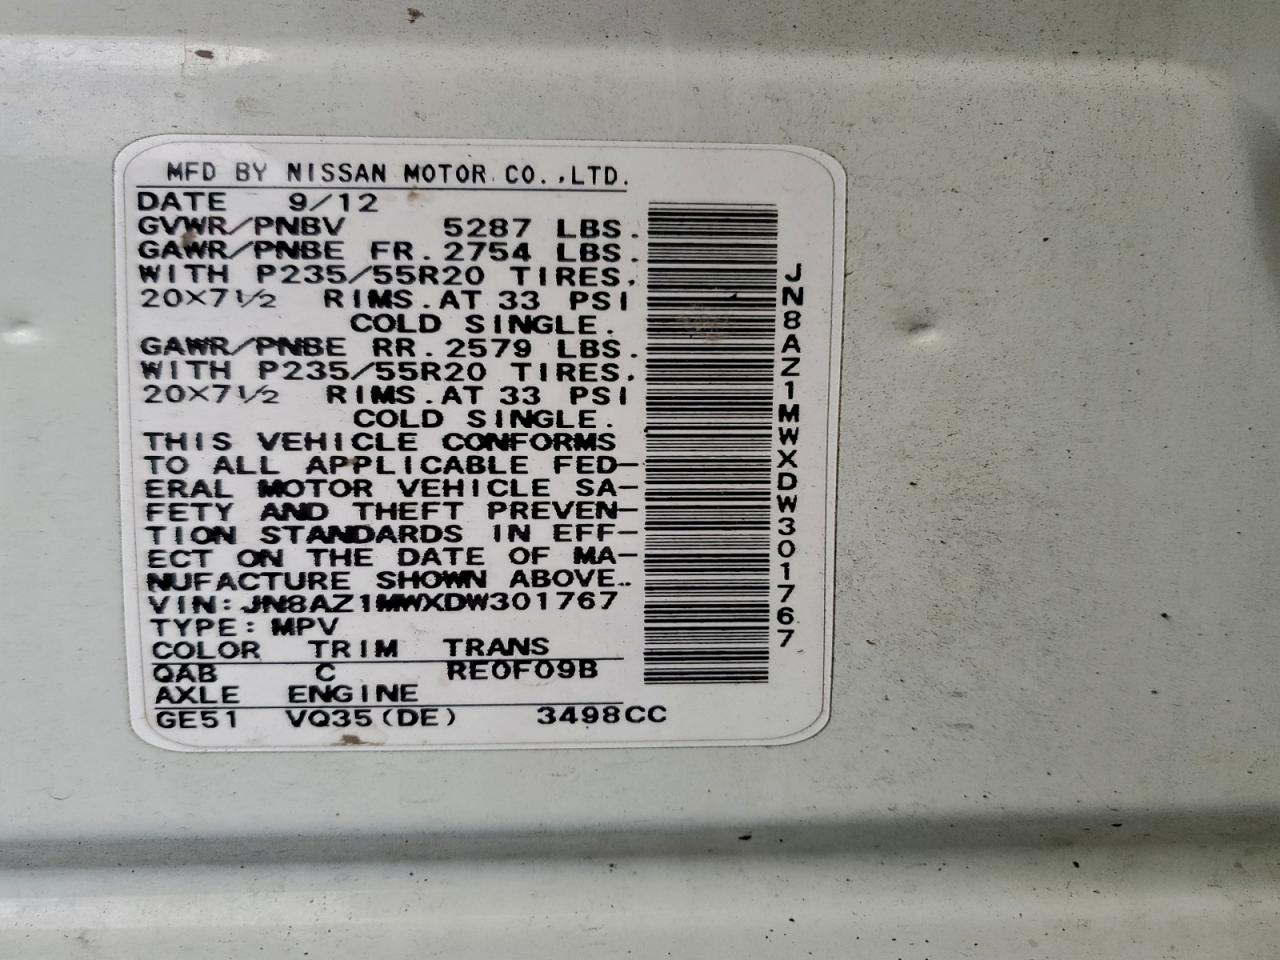 MFD BY NISSAN MOTOR CO.,LTD.
DATE 9/12
GVWR/PNBV 5287 LBS.
GAWR/PNBE FR. 2754 LBS.
WITH P235/55R20 TIRES,
20X7½ RIMS.AT 33 PSI
COLD SINGLE.
GAWR/PNBE RR. 2579 LBS.
WITH P235/55R20 TIRES,
20X7½ RIMS.AT 33 PSI
COLD SINGLE.
THIS VEHICLE CONFORMS
TO ALL APPLICABLE FED-
ERAL MOTOR VEHICLE SA-
FETY AND THEFT PREVEN-
TION STANDARDS IN EFF-
ECT ON THE DATE OF MA-
NUFACTURE SHOWN ABOVE..
VIN: JN8AZ1MWXDW301767
TYPE: MPV
COLOR TRIM TRANS
QAB C RE0F09B
AXLE ENGINE
GE51 VQ35(DE) 3498CC
JN8AZ1MWXDW301767